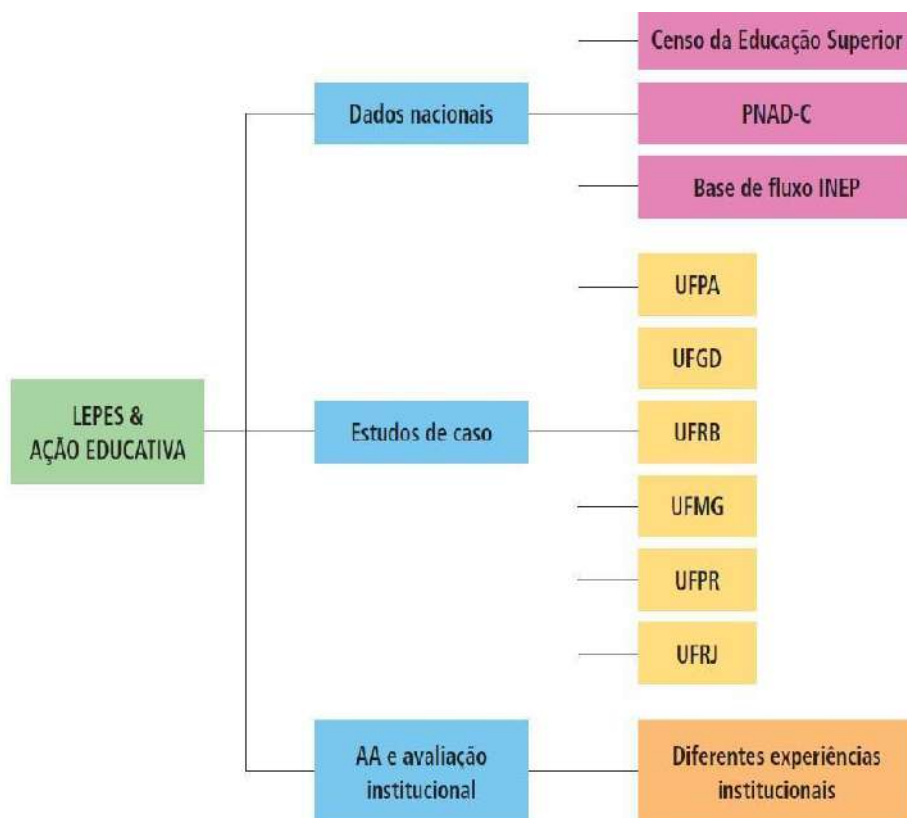 Censo da Educação Superior
Dados nacionais
PNAD-C
Base de fluxo INEP
UFPA
UFGD
LEPES &
AÇÃO EDUCATIVA
Estudos de caso
UFRB
UFMG
UFPR
UFRJ
AA e avaliação
institucional
Diferentes experiências
institucionais